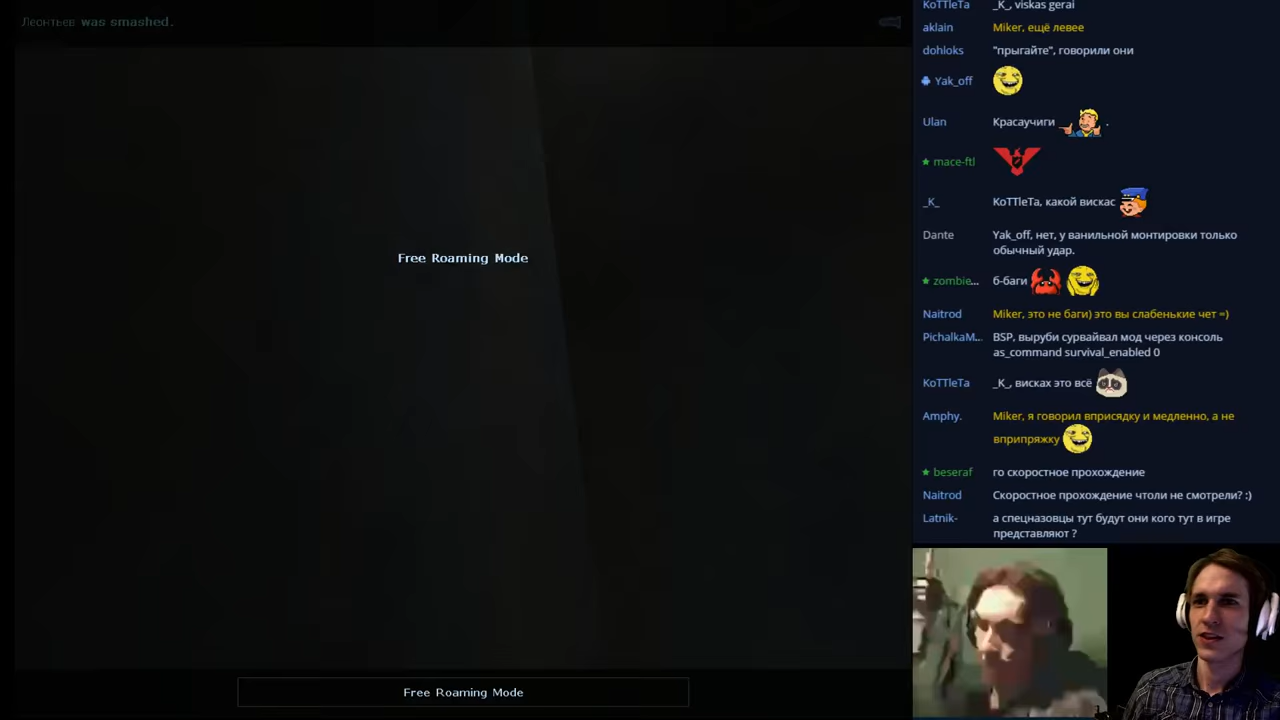 Леонтьев was smashed.
Free Roaming Mode
Free Roaming Mode
KoTTleTa _K_, viskas gerai
aklain Miker, ещё левее
dohloks "прыгайте", говорили они
Yak_off
Ulan Красаучиги .
mace-ftl
_K_ KoTTleTa, какой вискас
Dante Yak_off, нет, у ванильной монтировки только
обычный удар.
zombie... б-баги
Naitrod Miker, это не баги) это вы слабенькие чет =)
PichalkaM... BSP, выруби сурвайвал мод через консоль
as_command survival_enabled 0
KoTTleTa _K_, висках это всё
Amphy. Miker, я говорил вприсядку и медленно, а не
вприпряжку
beseraf го скоростное прохождение
Naitrod Скоростное прохождение чтоли не смотрели? :)
Latnik- а спецназовцы тут будут они кого тут в игре
представляют ?